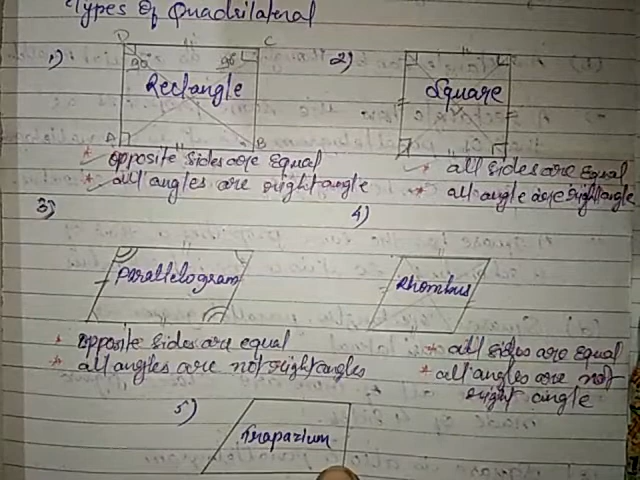 Types Of Quadrilateral
1)
D
C
90°
90°
Rectangle
A
B
* opposite sides are equal
* all angles are right angle
2)
Square
* all sides are equal
* all angle are right angle
3)
Parallelogram
* opposite sides are equal
* all angles are not right angles
4)
Rhombus
* all sides are equal
* all angles are not
right angle
5)
Trapazium